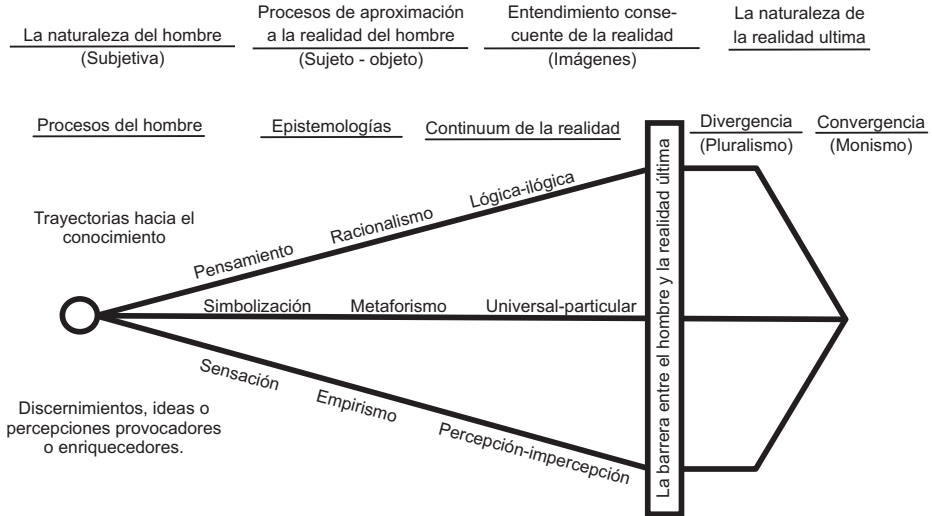 La naturaleza del hombre
(Subjetiva)
Procesos de aproximación
a la realidad del hombre
(Sujeto - objeto)
Entendimiento conse-
cuente de la realidad
(Imágenes)
La naturaleza de
la realidad ultima
Procesos del hombre
Epistemologías
Continuum de la realidad
Divergencia
(Pluralismo)
Convergencia
(Monismo)
Trayectorias hacia el
conocimiento
Pensamiento
Racionalismo
Lógica-ilógica
Simbolización
Metaforismo
Universal-particular
Sensación
Empirismo
Percepción-impercepción
Discernimientos, ideas o
percepciones provocadores
o enriquecedores.
La barrera entre el hombre y la realidad última